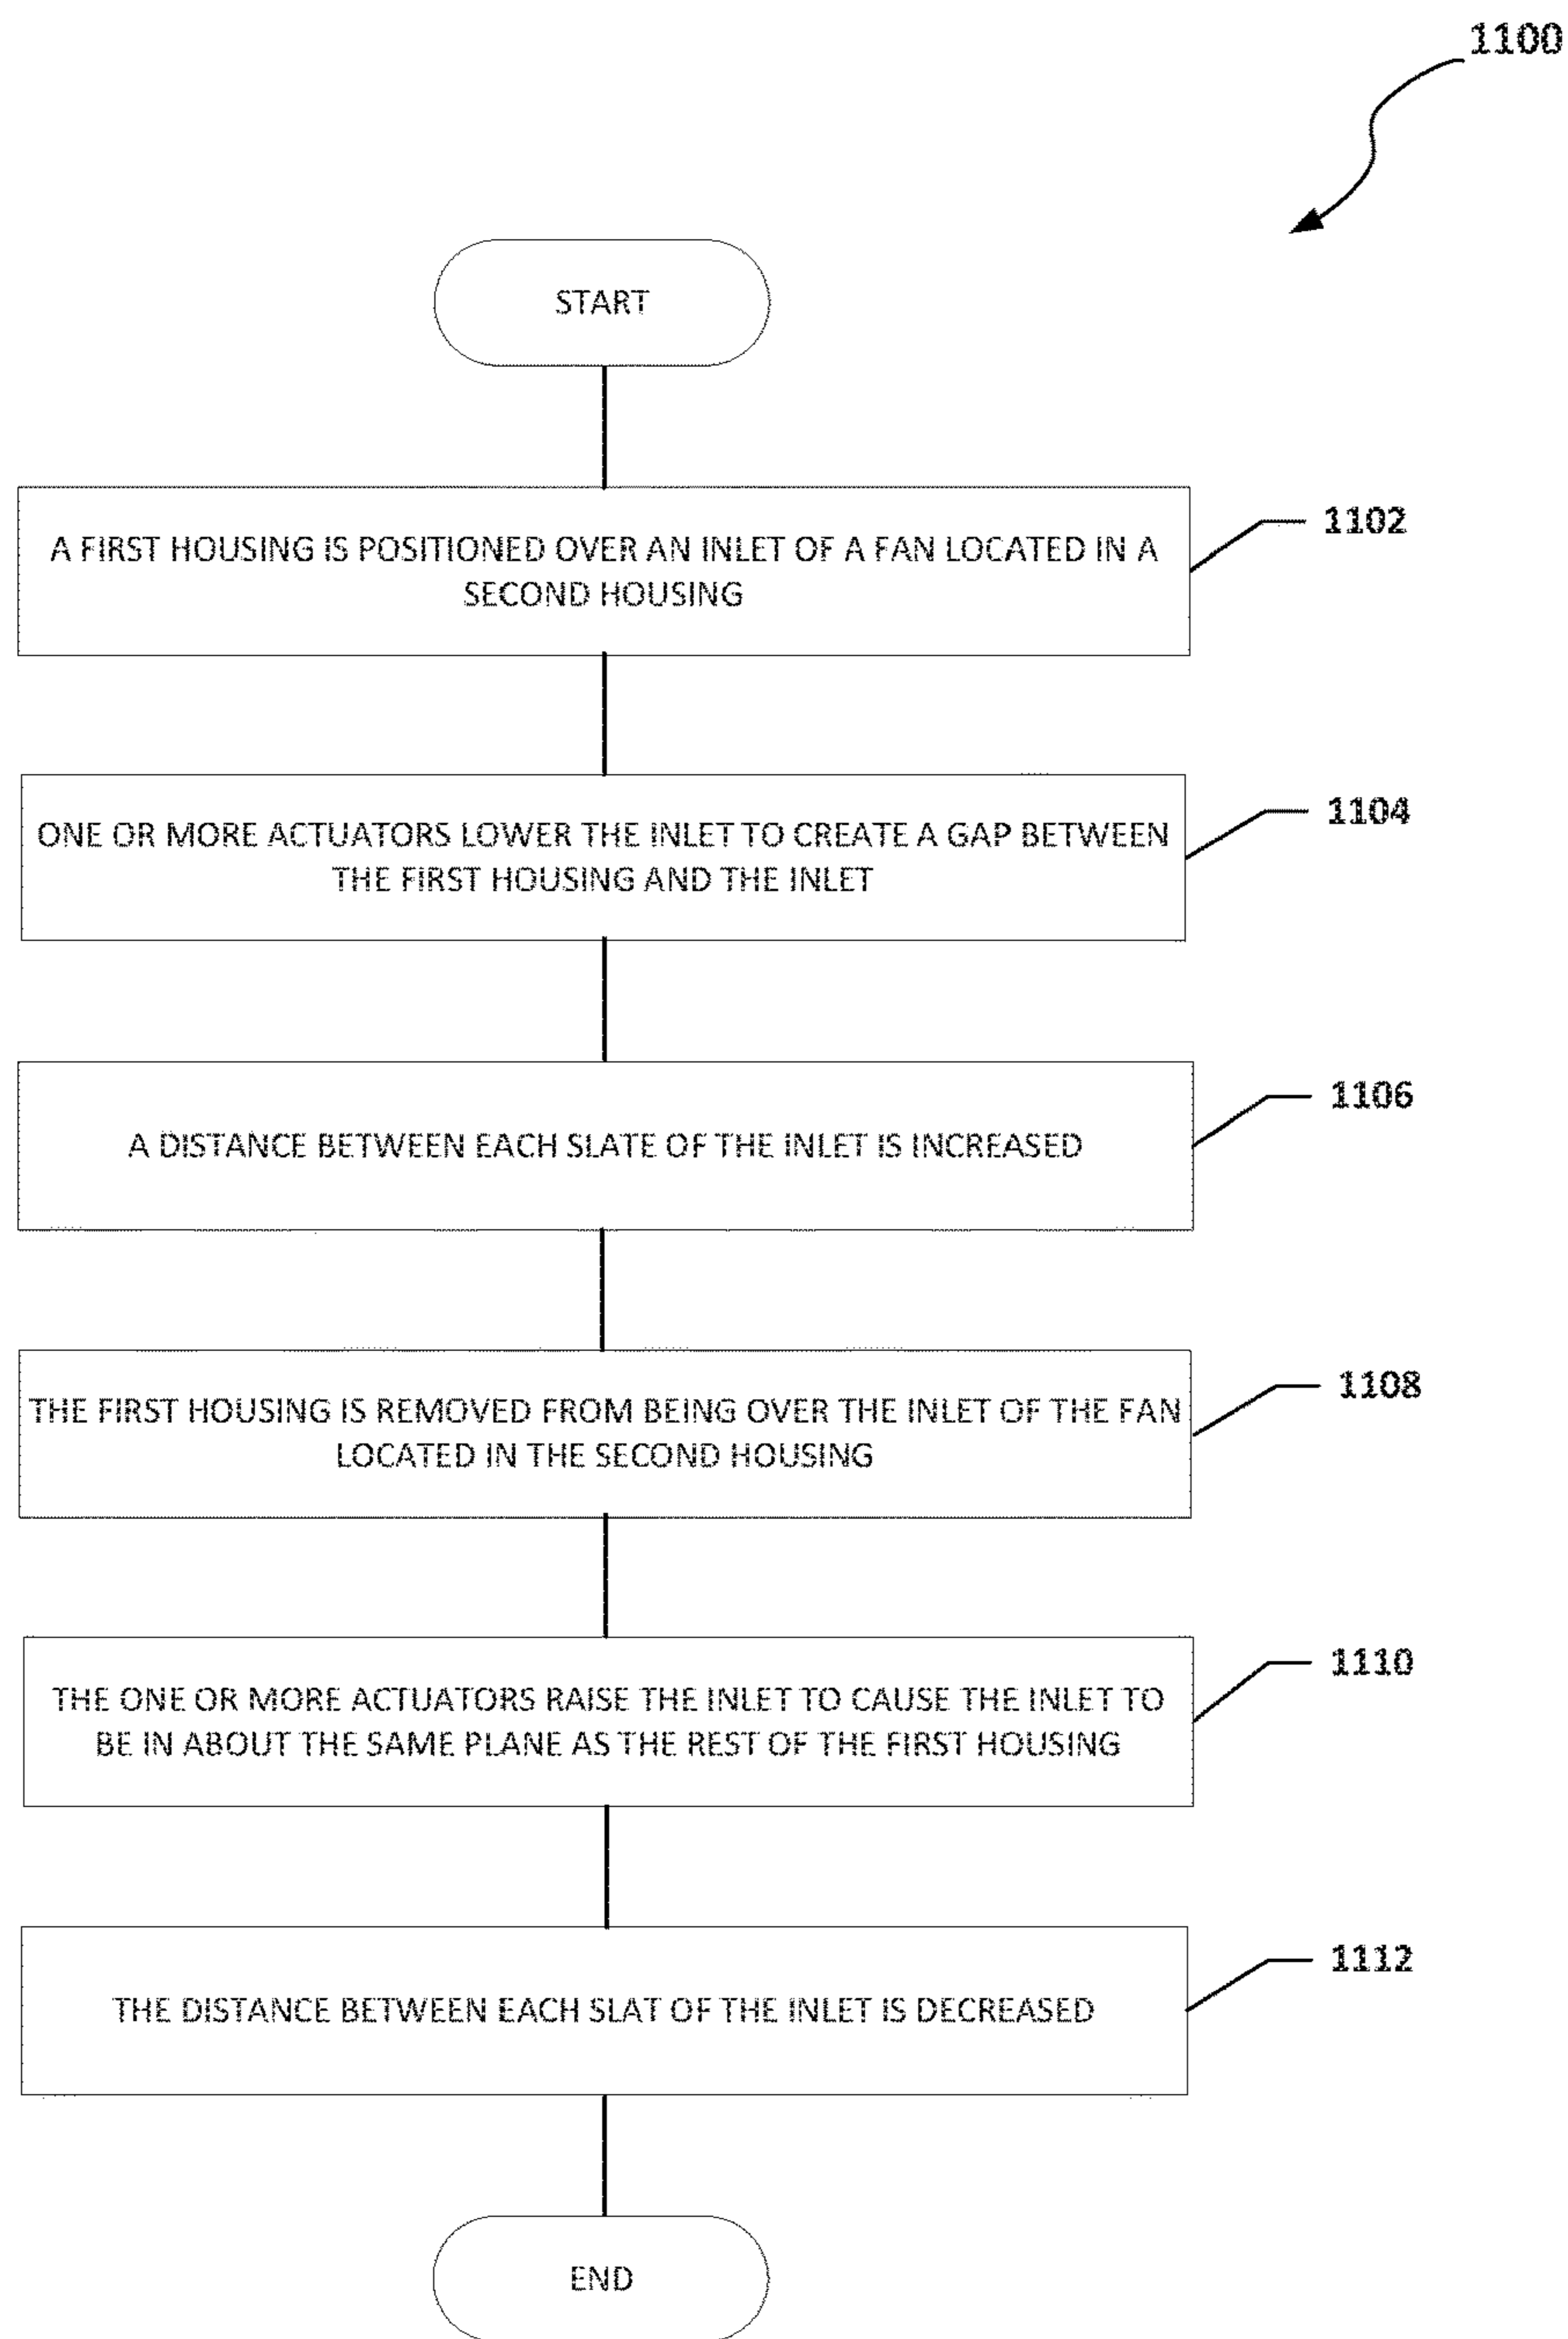 1100
START
A FIRST HOUSING IS POSITIONED OVER AN INLET OF A FAN LOCATED IN A
SECOND HOUSING
1102
ONE OR MORE ACTUATORS LOWER THE INLET TO CREATE A GAP BETWEEN
THE FIRST HOUSING AND THE INLET
1104
A DISTANCE BETWEEN EACH SLATE OF THE INLET IS INCREASED
1106
THE FIRST HOUSING IS REMOVED FROM BEING OVER THE INLET OF THE FAN
LOCATED IN THE SECOND HOUSING
1108
THE ONE OR MORE ACTUATORS RAISE THE INLET TO CAUSE THE INLET TO
BE IN ABOUT THE SAME PLANE AS THE REST OF THE FIRST HOUSING
1110
THE DISTANCE BETWEEN EACH SLAT OF THE INLET IS DECREASED
1112
END